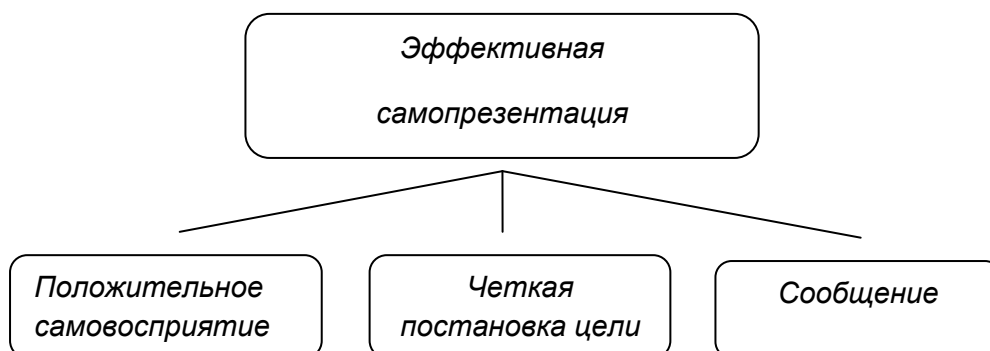 Эффективная
самопрезентация
Положительное
самовосприятие
Четкая
постановка цели
Сообщение